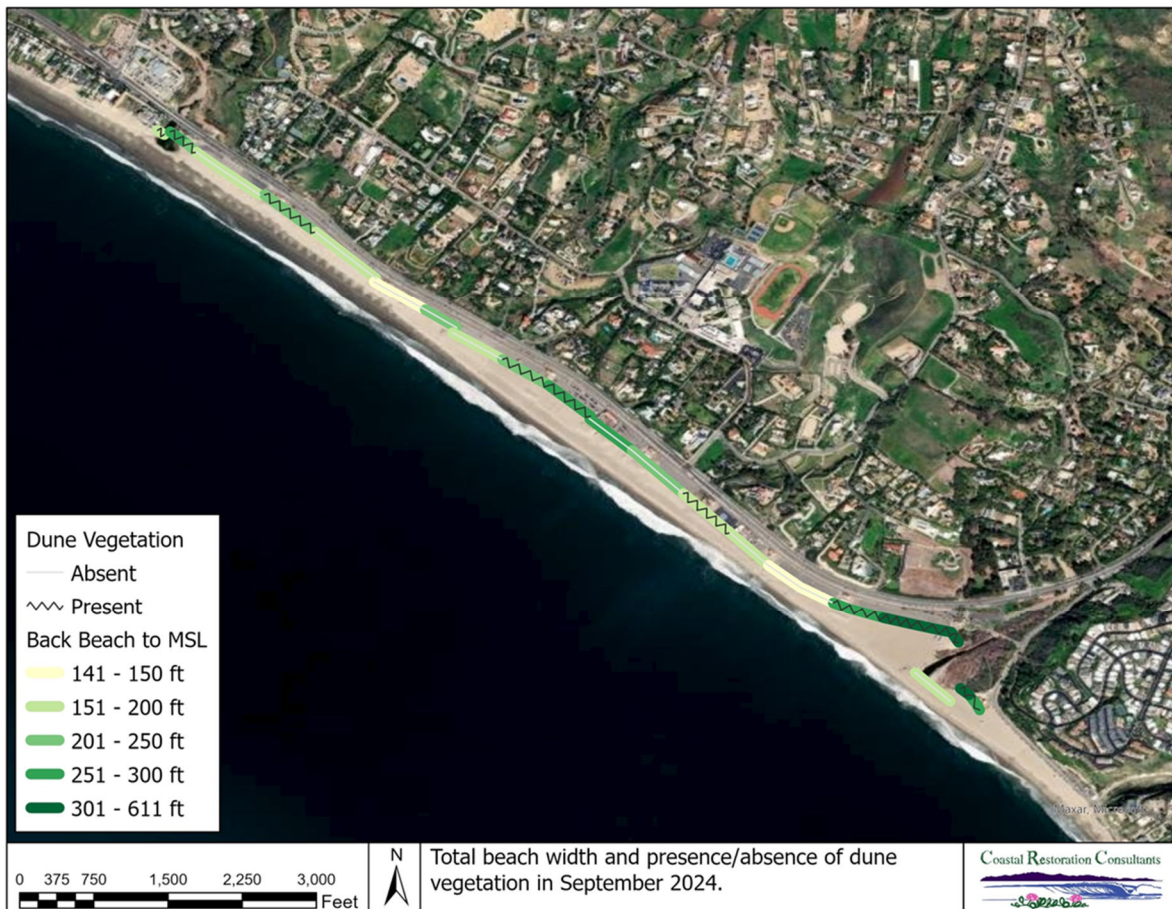 Dune Vegetation
Absent
Present
Back Beach to MSL
141 - 150 ft
151 - 200 ft
201 - 250 ft
251 - 300 ft
301 - 611 ft
Maxar,
0 375 750 1,500 2,250 3,000
Feet
N
Total beach width and presence/absence of dune
vegetation in September 2024.
Coastal Restoration Consultants